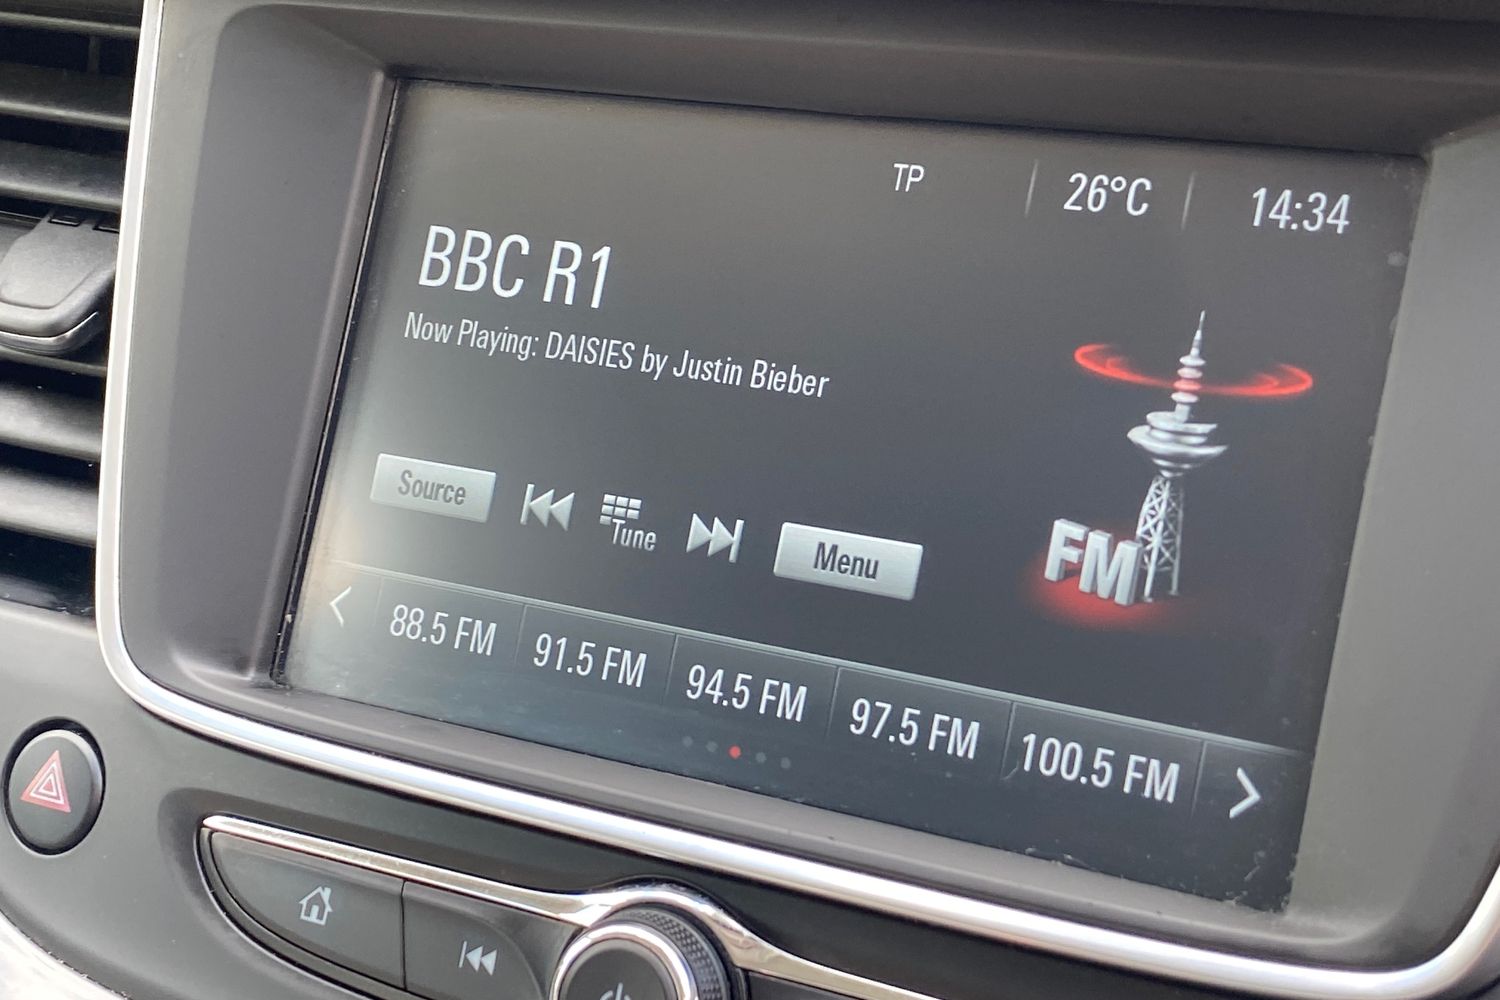 TP 26°C 14:34
BBC R1
Now Playing: DAISIES by Justin Bieber
Source Tune Menu
FM
88.5 FM 91.5 FM 94.5 FM 97.5 FM 100.5 FM